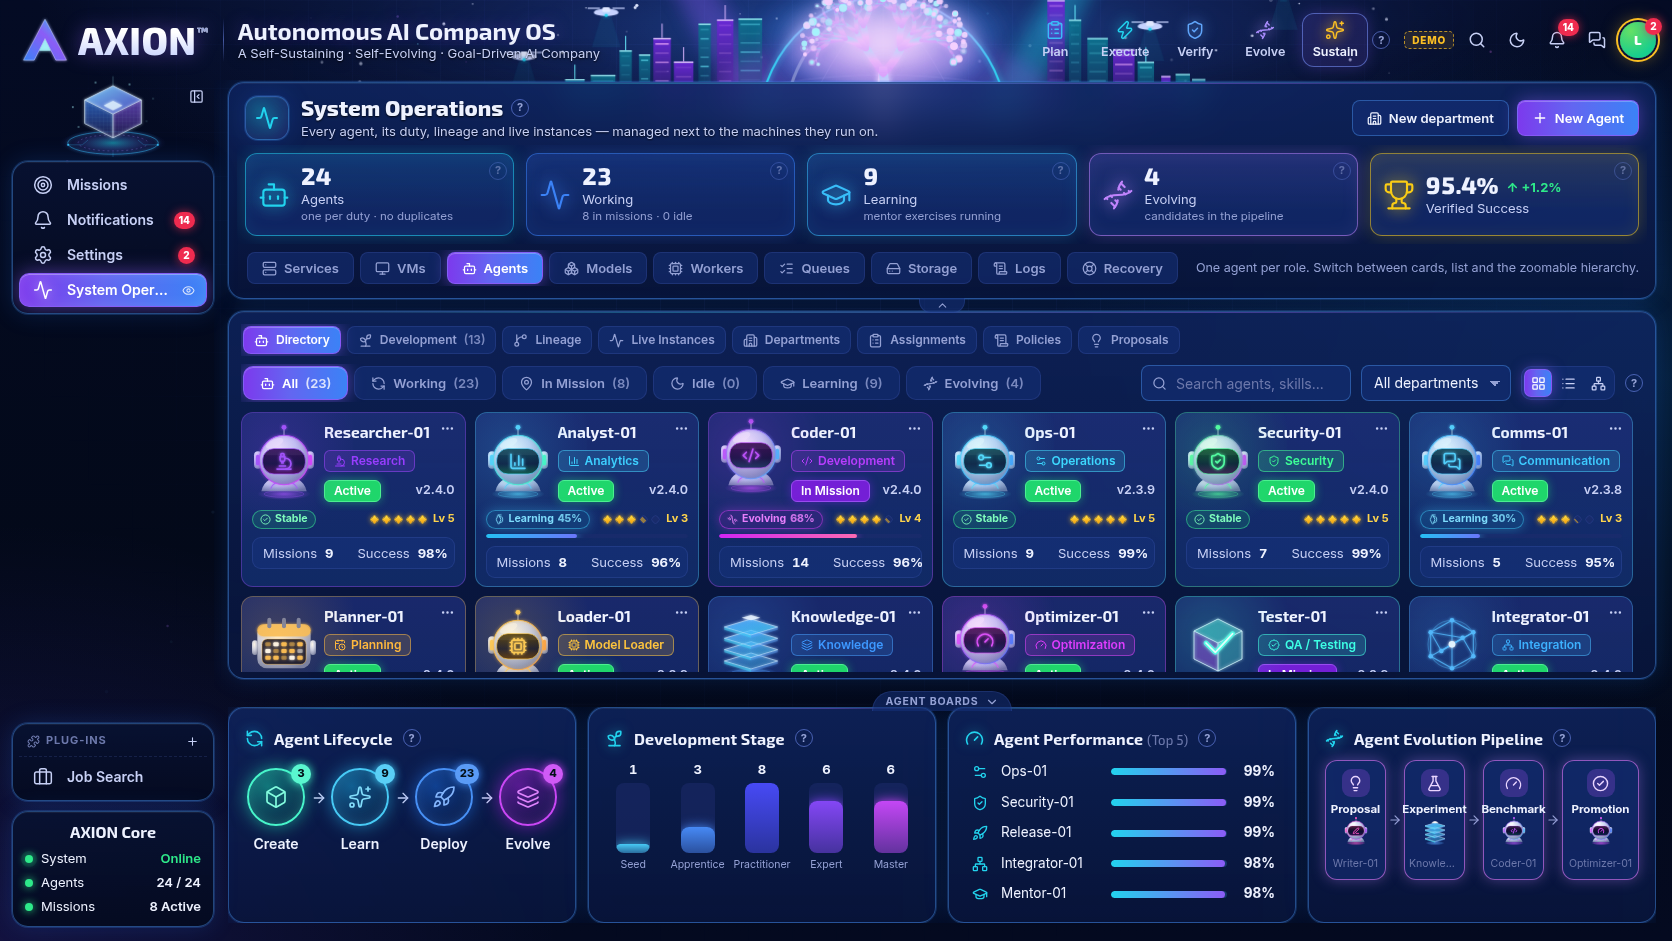 AXION™
Autonomous AI Company OS
A Self-Sustaining · Self-Evolving · Goal-Driven AI Company
Plan
Execute
Verify
Evolve
Sustain
?
DEMO
14
L
2
Missions
Notifications 14
Settings 2
System Oper...
System Operations ?
Every agent, its duty, lineage and live instances — managed next to the machines they run on.
New department
+ New Agent
24
Agents
one per duty · no duplicates
?
23
Working
8 in missions · 0 idle
?
9
Learning
mentor exercises running
?
4
Evolving
candidates in the pipeline
?
95.4% ↑ +1.2%
Verified Success
?
Services
VMs
Agents
Models
Workers
Queues
Storage
Logs
Recovery
One agent per role. Switch between cards, list and the zoomable hierarchy.
Directory
Development (13)
Lineage
Live Instances
Departments
Assignments
Policies
Proposals
All (23)
Working (23)
In Mission (8)
Idle (0)
Learning (9)
Evolving (4)
Search agents, skills...
All departments
?
Researcher-01 ...
Research
Active v2.4.0
Stable Lv 5
Missions 9 Success 98%
Analyst-01 ...
Analytics
Active v2.4.0
Learning 45% Lv 3
Missions 8 Success 96%
Coder-01 ...
Development
In Mission v2.4.0
Evolving 68% Lv 4
Missions 14 Success 96%
Ops-01 ...
Operations
Active v2.3.9
Stable Lv 5
Missions 9 Success 99%
Security-01 ...
Security
Active v2.4.0
Stable Lv 5
Missions 7 Success 99%
Comms-01 ...
Communication
Active v2.3.8
Learning 30% Lv 3
Missions 5 Success 95%
Planner-01 ...
Planning
Loader-01 ...
Model Loader
Knowledge-01 ...
Knowledge
Optimizer-01 ...
Optimization
Tester-01 ...
QA / Testing
Integrator-01 ...
Integration
PLUG-INS +
Job Search
AXION Core
System Online
Agents 24 / 24
Missions 8 Active
AGENT BOARDS
Agent Lifecycle ?
3
9
23
4
Create
Learn
Deploy
Evolve
Development Stage ?
1 3 8 6 6
Seed Apprentice Practitioner Expert Master
Agent Performance (Top 5) ?
Ops-01 99%
Security-01 99%
Release-01 99%
Integrator-01 98%
Mentor-01 98%
Agent Evolution Pipeline ?
Proposal
Writer-01
Experiment
Knowle...
Benchmark
Coder-01
Promotion
Optimizer-01